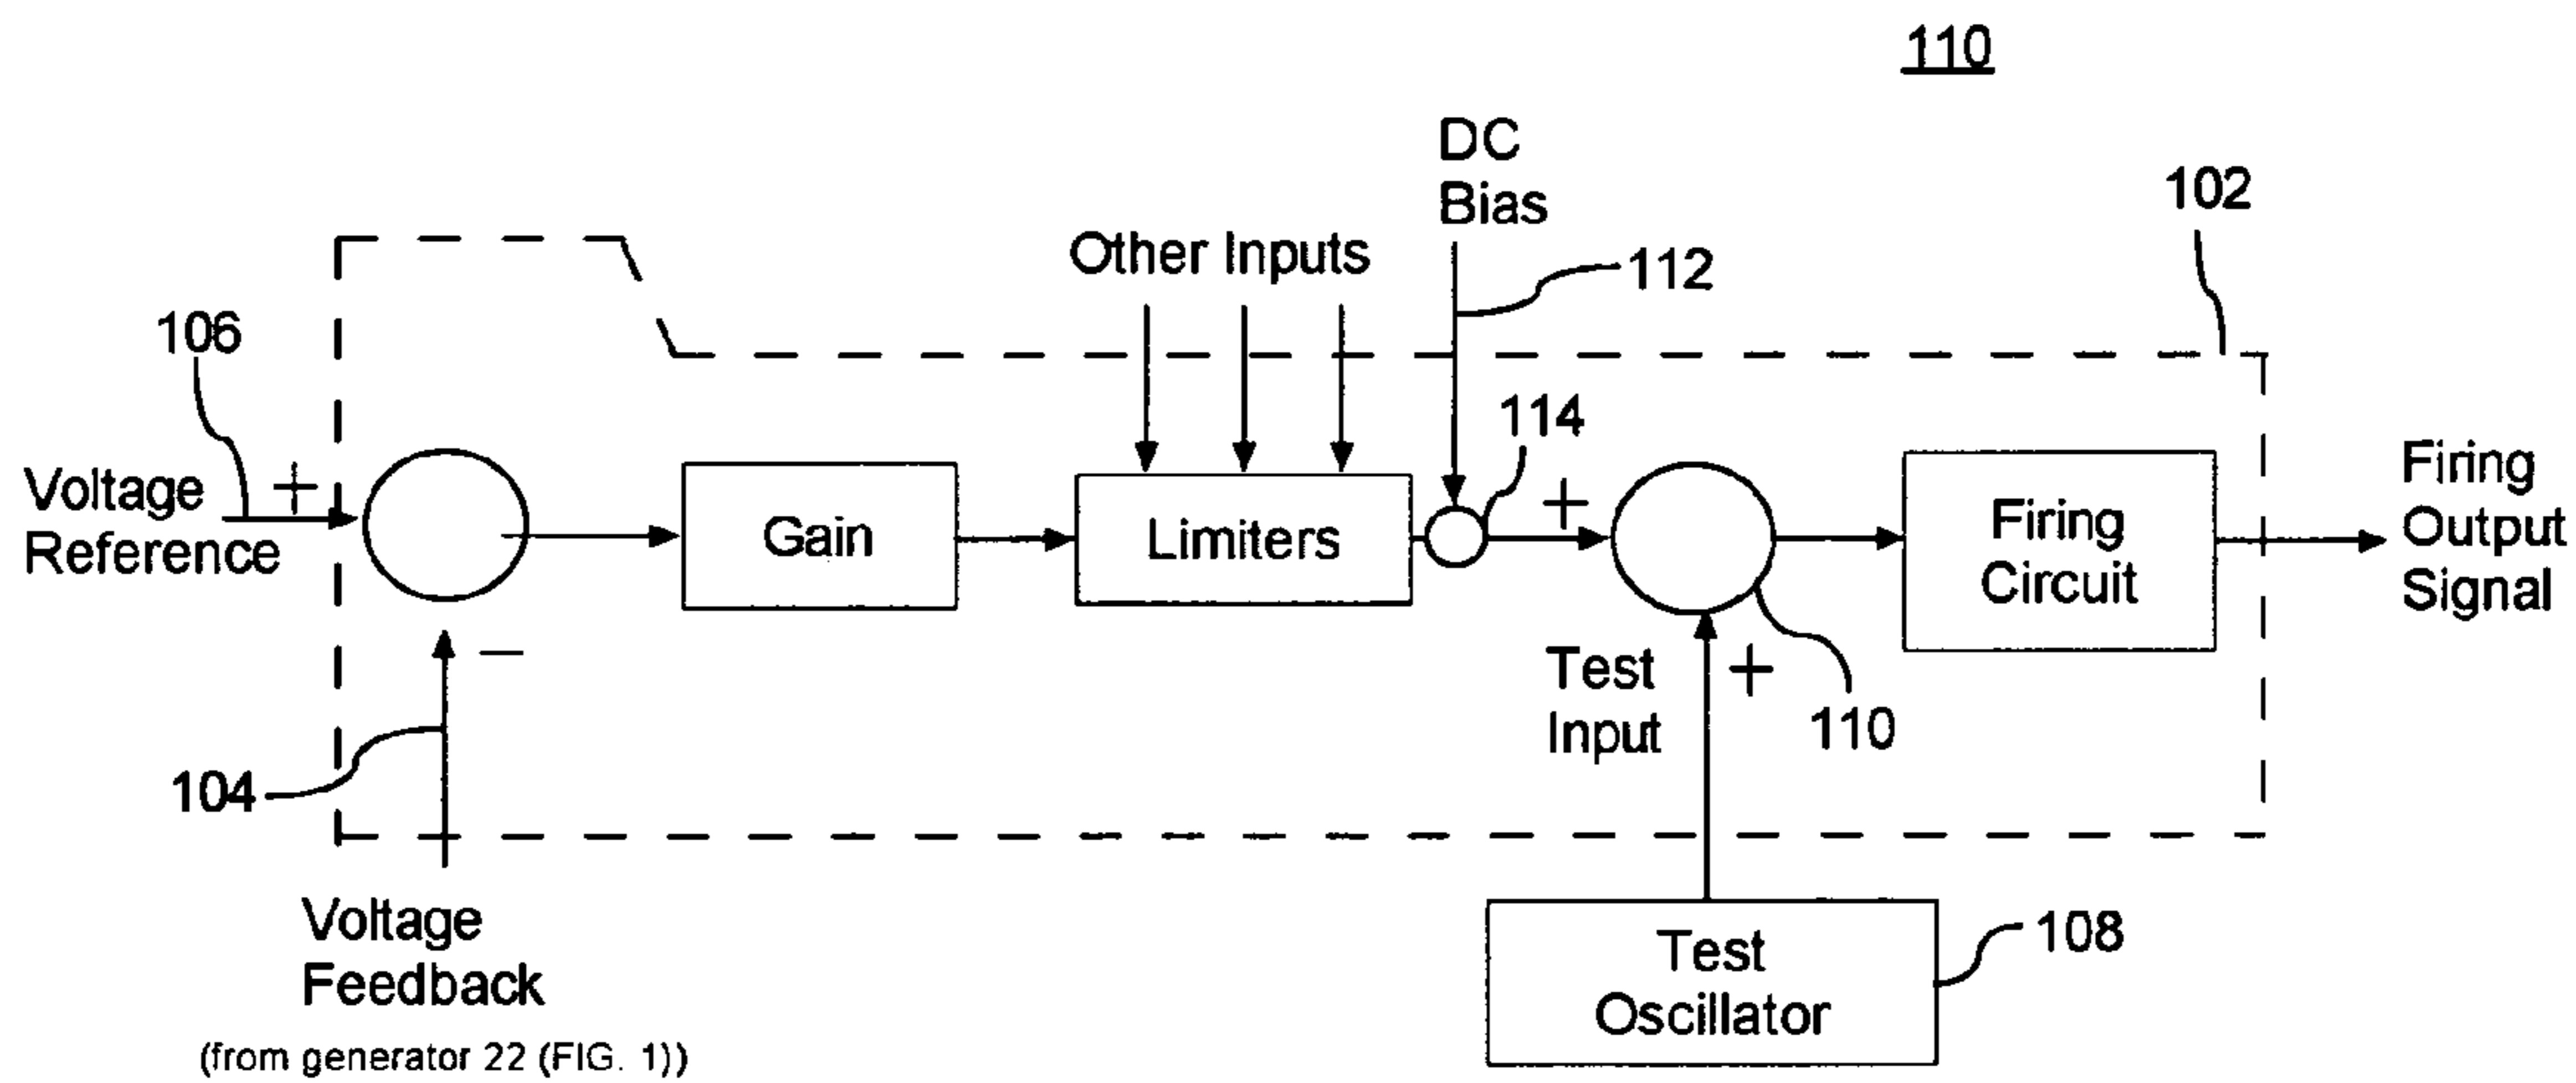 110
DC
Bias
102
Other Inputs
112
106
114
+
Voltage
Reference
Gain
Limiters
+
Firing
Circuit
Firing
Output
Signal
−
Test
Input
+
110
104
Voltage
Feedback
(from generator 22 (FIG. 1))
Test
Oscillator
108